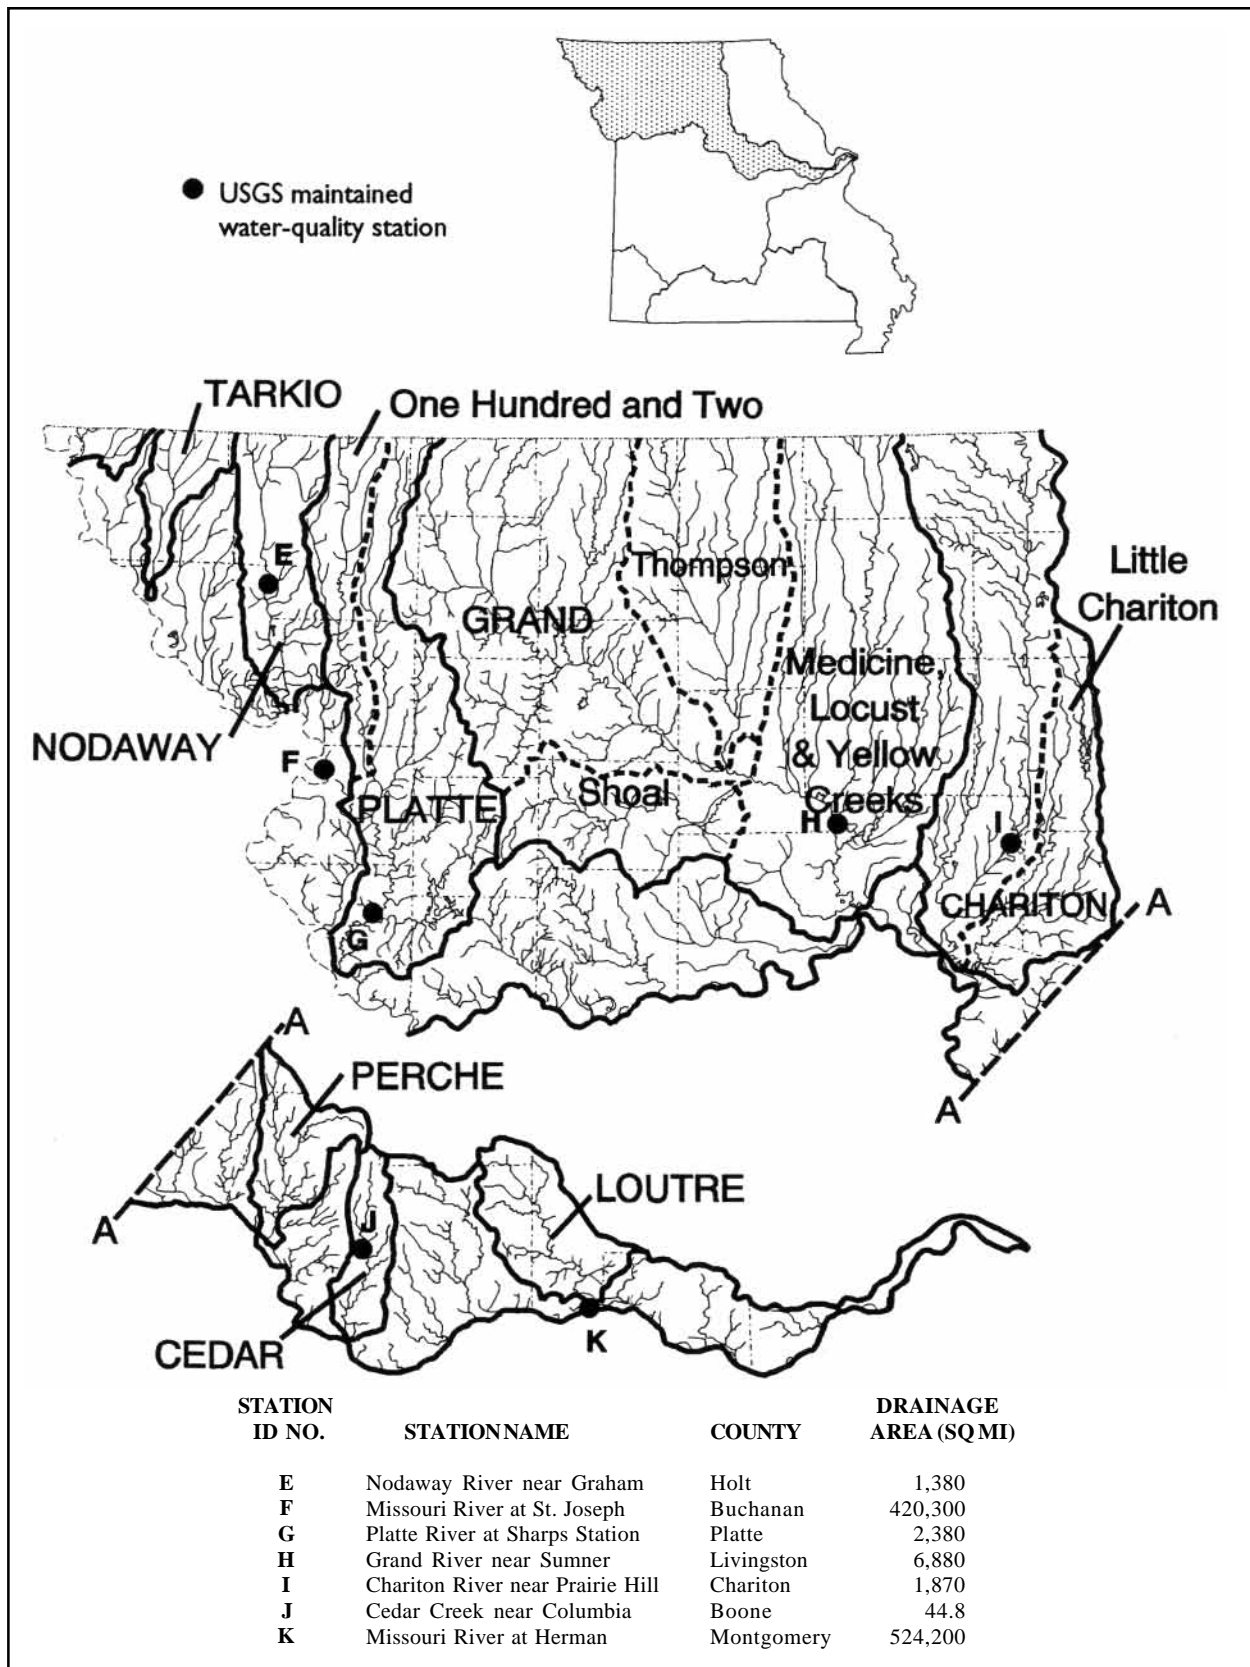 USGS maintained
water-quality station
TARKIO
One Hundred and Two
E
Thompson
Little
Chariton
GRAND
Medicine,
Locust
& Yellow
Creeks
NODAWAY
F
PLATTE
Shoal
H
I
G
CHARITON
A
A
PERCHE
A
A
LOUTRE
J
CEDAR
K
STATION
ID NO.
STATION NAME
COUNTY
DRAINAGE
AREA (SQ MI)
E Nodaway River near Graham Holt 1,380
F Missouri River at St. Joseph Buchanan 420,300
G Platte River at Sharps Station Platte 2,380
H Grand River near Sumner Livingston 6,880
I Chariton River near Prairie Hill Chariton 1,870
J Cedar Creek near Columbia Boone 44.8
K Missouri River at Herman Montgomery 524,200